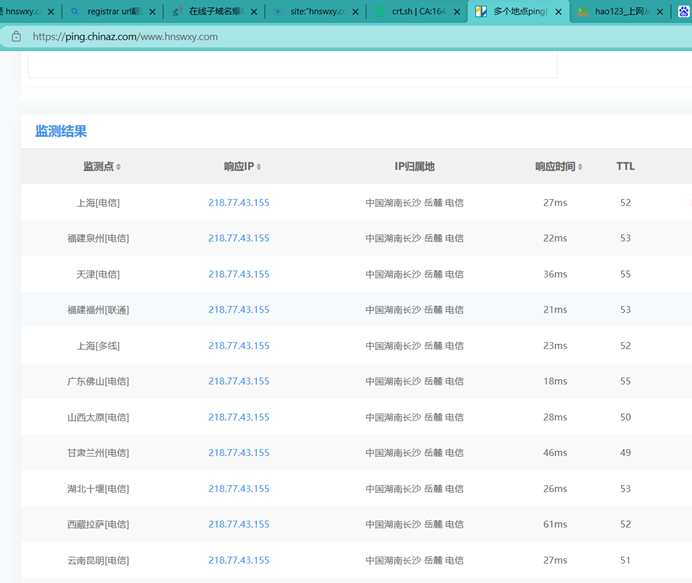 hnswxy.c
registrar url翻
在线子域名爆
site:"hnswxy.co
crt.sh | CA:164
多个地点ping[
hao123_上网从
https://ping.chinaz.com/www.hnswxy.com
监测结果
监测点 响应IP IP归属地 响应时间 TTL
上海[电信] 218.77.43.155 中国湖南长沙 岳麓 电信 27ms 52
福建泉州[电信] 218.77.43.155 中国湖南长沙 岳麓 电信 22ms 53
天津[电信] 218.77.43.155 中国湖南长沙 岳麓 电信 36ms 55
福建福州[联通] 218.77.43.155 中国湖南长沙 岳麓 电信 21ms 53
上海[多线] 218.77.43.155 中国湖南长沙 岳麓 电信 23ms 52
广东佛山[电信] 218.77.43.155 中国湖南长沙 岳麓 电信 18ms 55
山西太原[电信] 218.77.43.155 中国湖南长沙 岳麓 电信 28ms 50
甘肃兰州[电信] 218.77.43.155 中国湖南长沙 岳麓 电信 46ms 49
湖北十堰[电信] 218.77.43.155 中国湖南长沙 岳麓 电信 26ms 53
西藏拉萨[电信] 218.77.43.155 中国湖南长沙 岳麓 电信 61ms 52
云南昆明[电信] 218.77.43.155 中国湖南长沙 岳麓 电信 27ms 51